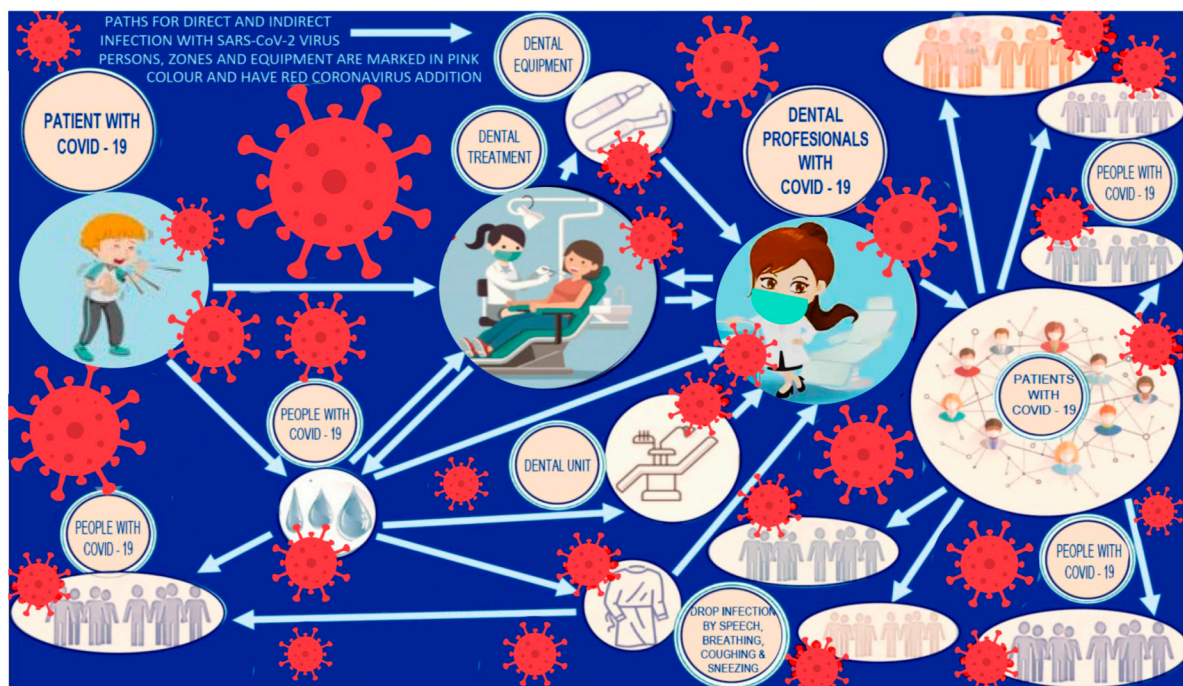 PATHS FOR DIRECT AND INDIRECT
INFECTION WITH SARS-CoV-2 VIRUS
PERSONS, ZONES AND EQUIPMENT ARE MARKED IN PINK
COLOUR AND HAVE RED CORONAVIRUS ADDITION
DENTAL
EQUIPMENT
PATIENT WITH
COVID - 19
DENTAL
TREATMENT
DENTAL
PROFESIONALS
WITH
COVID - 19
PEOPLE WITH
COVID - 19
PATIENTS
WITH
COVID - 19
PEOPLE WITH
COVID - 19
DENTAL UNIT
PEOPLE WITH
COVID - 19
PEOPLE WITH
COVID - 19
DROP INFECTION
BY SPEECH,
BREATHING,
COUGHING &
SNEEZING